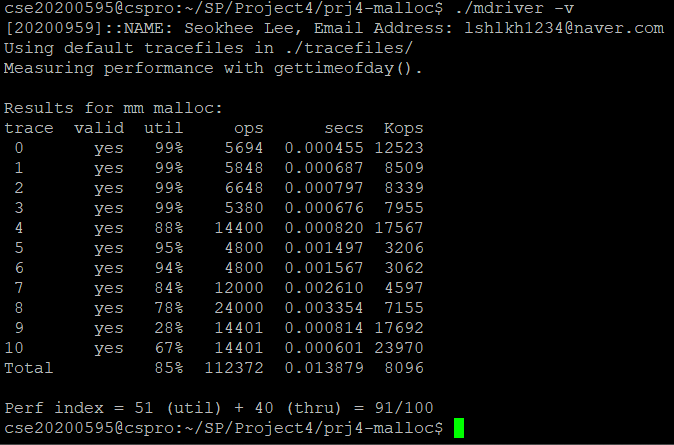 cse20200595@cspro:~/SP/Project4/prj4-malloc$ ./mdriver -v
[20200959]::NAME: Seokhee Lee, Email Address: lshlkh1234@naver.com
Using default tracefiles in ./tracefiles/
Measuring performance with gettimeofday().
Results for mm malloc:
trace valid util ops secs Kops
0 yes 99% 5694 0.000455 12523
1 yes 99% 5848 0.000687 8509
2 yes 99% 6648 0.000797 8339
3 yes 99% 5380 0.000676 7955
4 yes 88% 14400 0.000820 17567
5 yes 95% 4800 0.001497 3206
6 yes 94% 4800 0.001567 3062
7 yes 84% 12000 0.002610 4597
8 yes 78% 24000 0.003354 7155
9 yes 28% 14401 0.000814 17692
10 yes 67% 14401 0.000601 23970
Total 85% 112372 0.013879 8096
Perf index = 51 (util) + 40 (thru) = 91/100
cse20200595@cspro:~/SP/Project4/prj4-malloc$